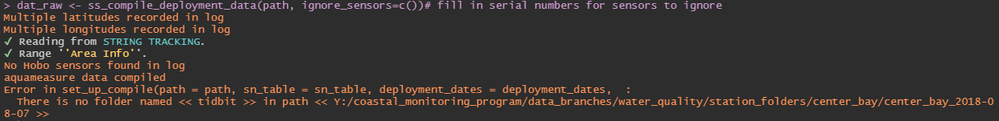 > dat_raw <- ss_compile_deployment_data(path, ignore_sensors=c())# fill in serial numbers for sensors to ignore
Multiple latitudes recorded in log
Multiple longitudes recorded in log
✓ Reading from STRING TRACKING.
✓ Range ''Area Info''.
No Hobo sensors found in log
aquameasure data compiled
Error in set_up_compile(path = path, sn_table = sn_table, deployment_dates = deployment_dates,  :
  There is no folder named << tidbit >> in path << Y:/coastal_monitoring_program/data_branches/water_quality/station_folders/center_bay/center_bay_2018-0
8-07 >>